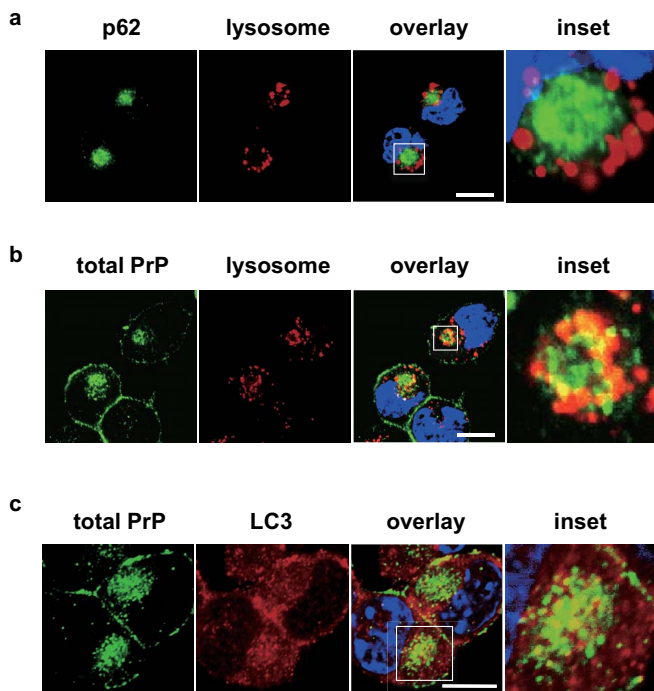 a
p62 lysosome overlay inset
b
total PrP lysosome overlay inset
c
total PrP LC3 overlay inset